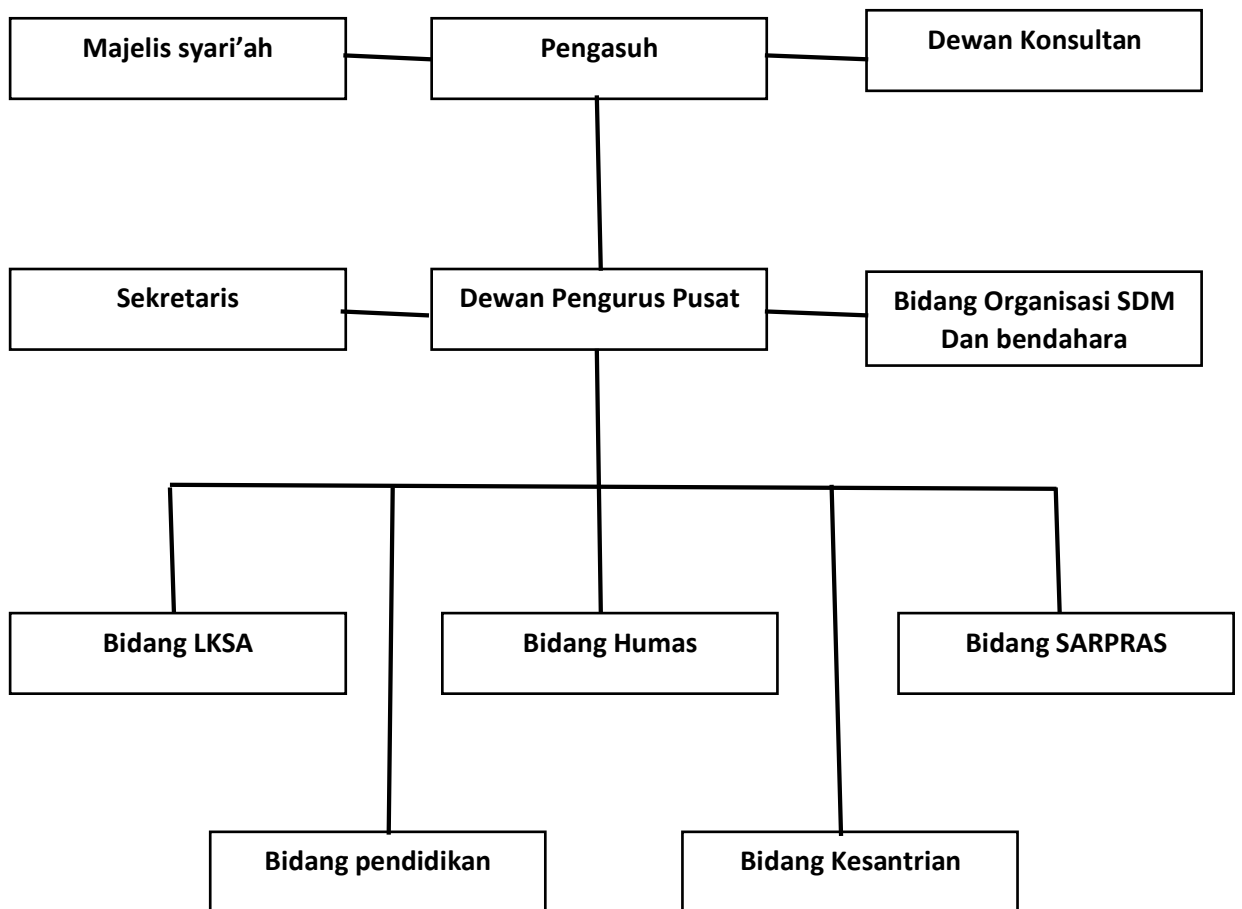 Majelis syari’ah
Pengasuh
Dewan Konsultan
Sekretaris
Dewan Pengurus Pusat
Bidang Organisasi SDM
Dan bendahara
Bidang LKSA
Bidang Humas
Bidang SARPRAS
Bidang pendidikan
Bidang Kesantrian